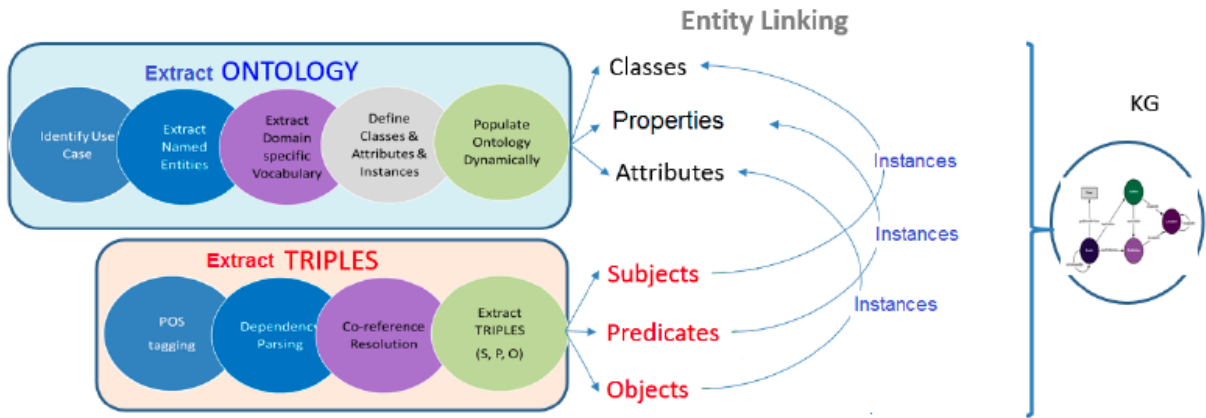 Entity Linking
Extract ONTOLOGY
Identify Use
Case
Extract
Named
Entities
Extract
Domain
specific
Vocabulary
Define
Classes &
Attributes &
Instances
Populate
Ontology
Dynamically
Classes
Properties
Attributes
Instances
Instances
Instances
KG
Extract TRIPLES
POS
tagging
Dependency
Parsing
Co-reference
Resolution
Extract
TRIPLES
(S, P, O)
Subjects
Predicates
Objects